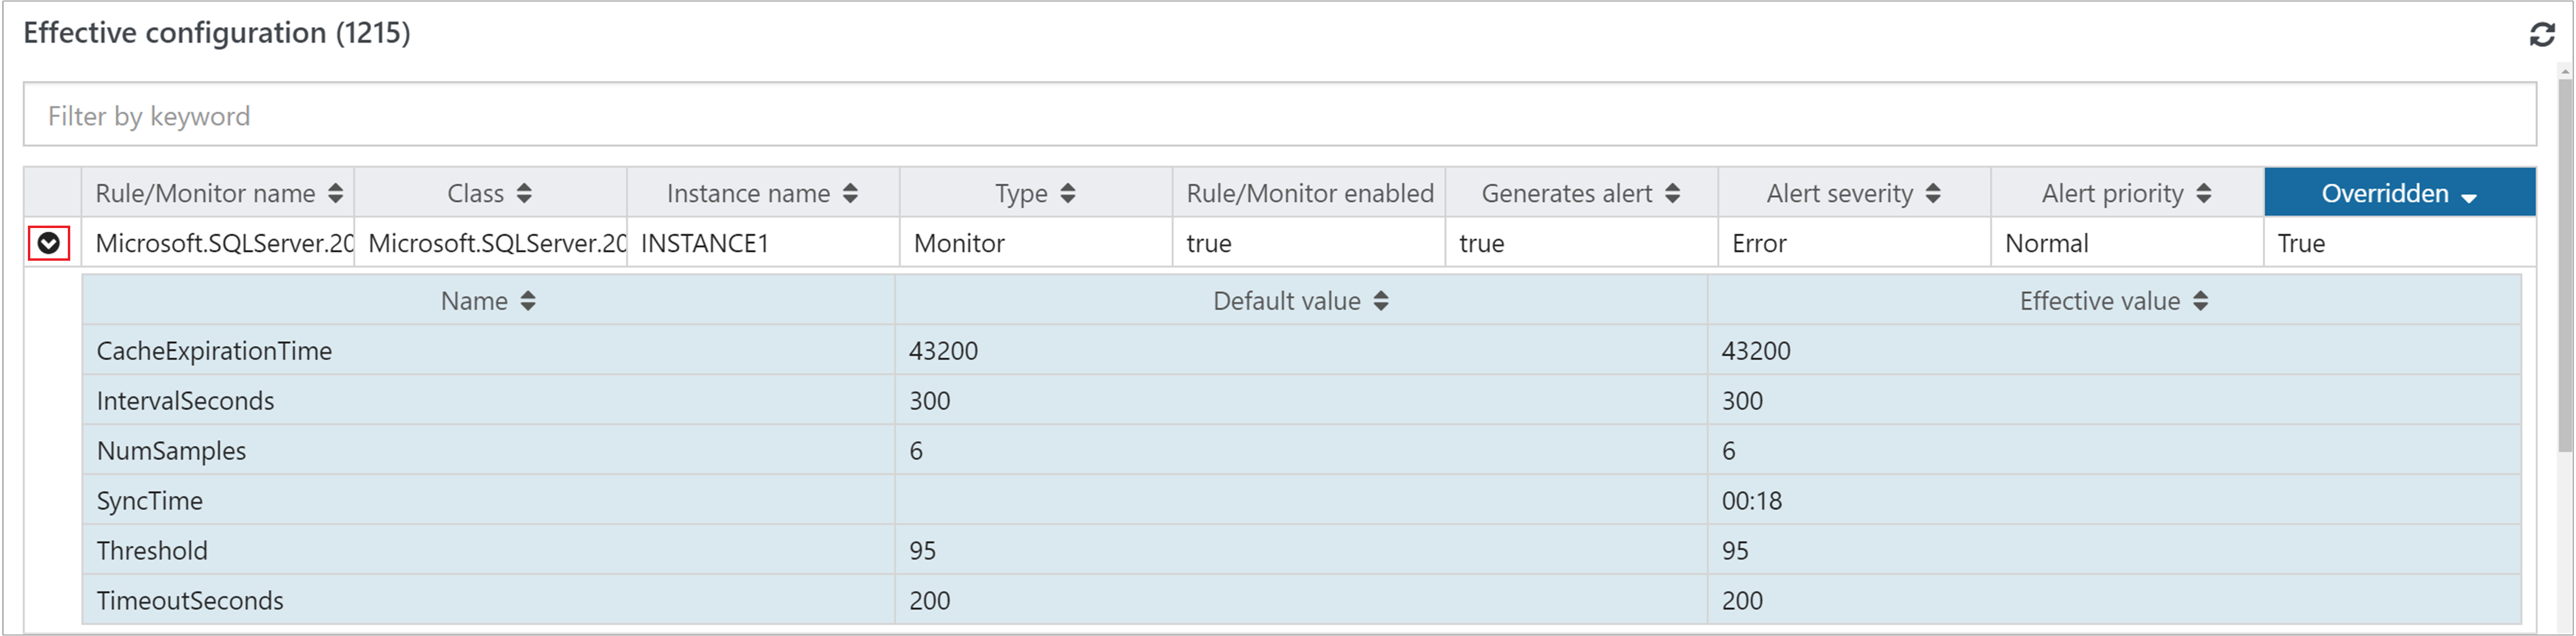 Effective configuration (1215)
Filter by keyword
Rule/Monitor name Class Instance name Type Rule/Monitor enabled Generates alert Alert severity Alert priority Overridden
Microsoft.SQLServer.20 Microsoft.SQLServer.20 INSTANCE1 Monitor true true Error Normal True
Name Default value Effective value
CacheExpirationTime 43200 43200
IntervalSeconds 300 300
NumSamples 6 6
SyncTime 00:18
Threshold 95 95
TimeoutSeconds 200 200